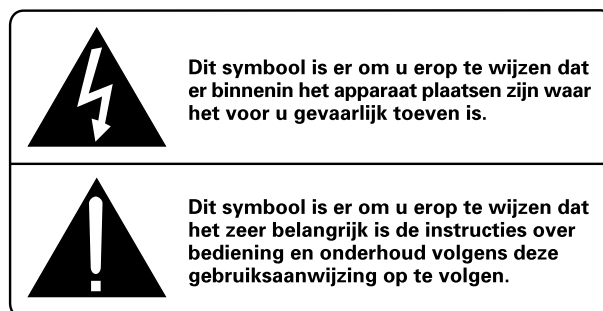 Dit symbool is er om u erop te wijzen dat
er binnenin het apparaat plaatsen zijn waar
het voor u gevaarlijk toeven is.
Dit symbool is er om u erop te wijzen dat
het zeer belangrijk is de instructies over
bediening en onderhoud volgens deze
gebruiksaanwijzing op te volgen.